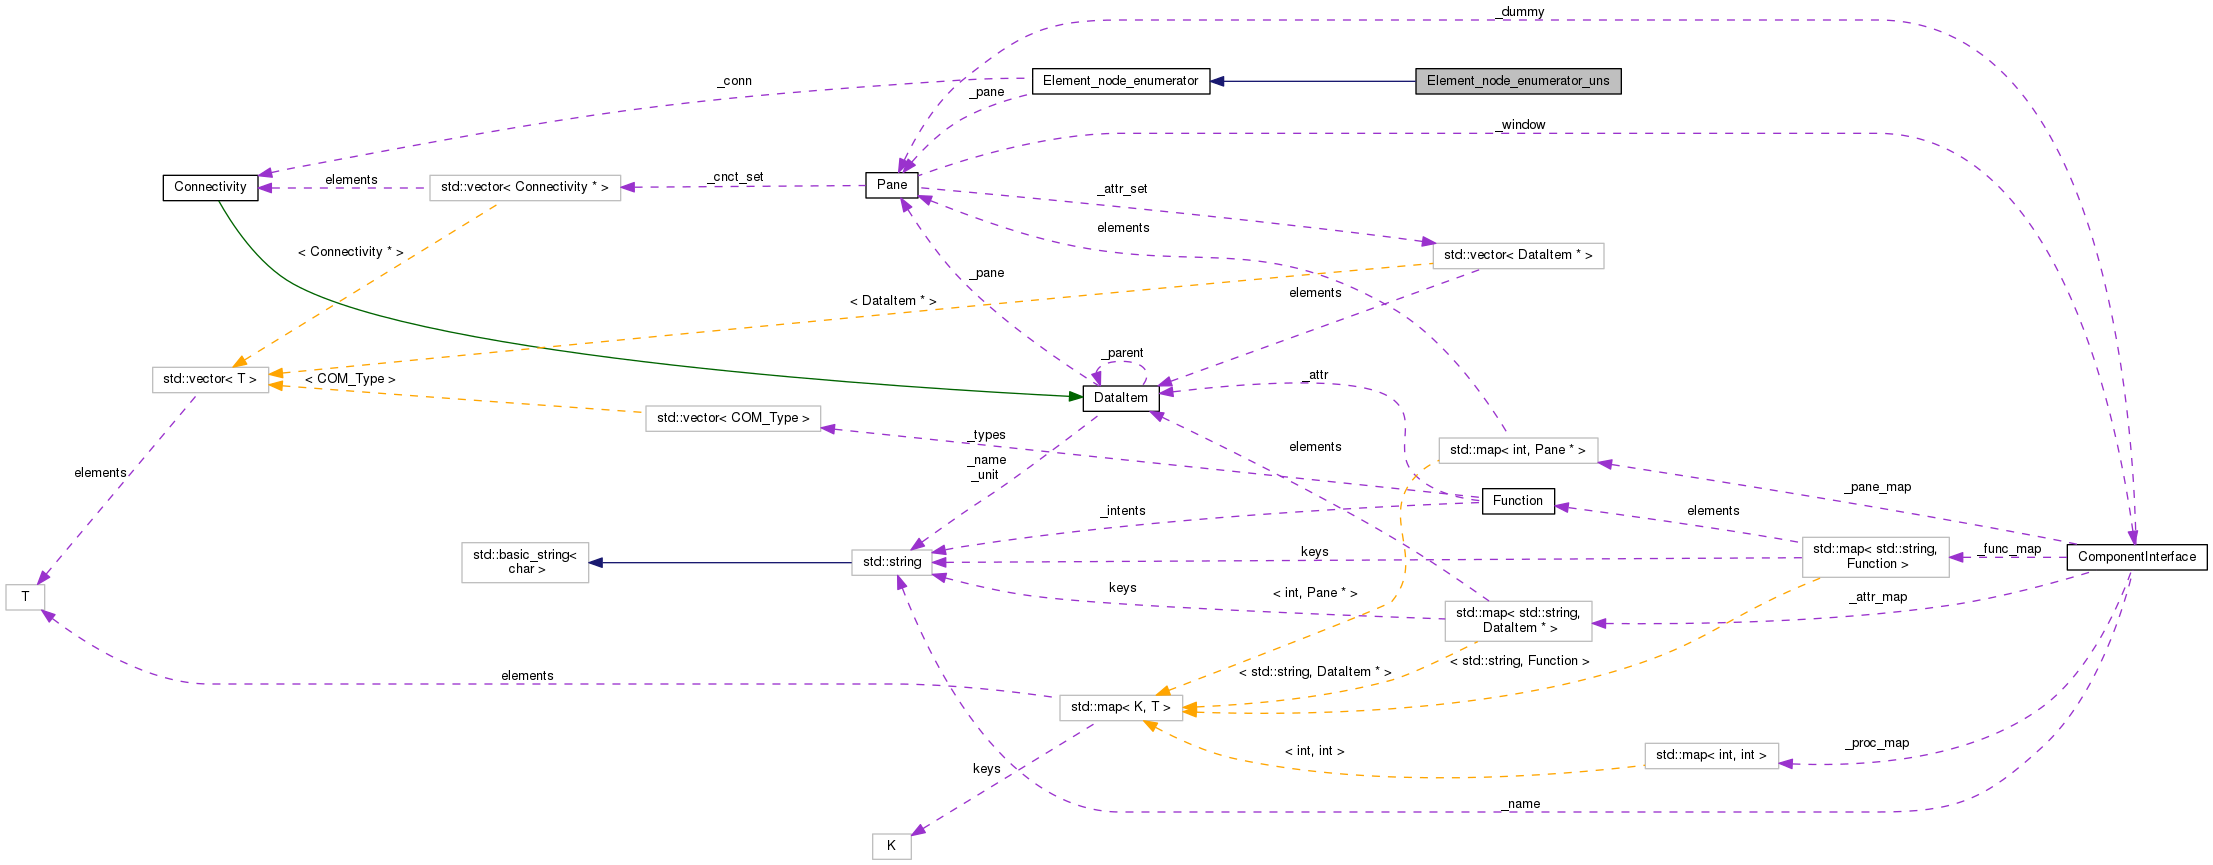 _dummy
_conn
Element_node_enumerator
Element_node_enumerator_uns
_pane
_window
Connectivity
elements
std::vector< Connectivity * >
_cnct_set
Pane
_attr_set
elements
< Connectivity * >
std::vector< DataItem * >
_pane
elements
< DataItem * >
_parent
std::vector< T >
< COM_Type >
_attr
DataItem
std::vector< COM_Type >
_types
elements
std::map< int, Pane * >
_name
_unit
elements
_pane_map
Function
_intents
elements
std::basic_string<
char >
std::string
keys
std::map< std::string,
Function >
_func_map
ComponentInterface
keys
< int, Pane * >
T
std::map< std::string,
DataItem * >
_attr_map
elements
< std::string, DataItem * >
< std::string, Function >
std::map< K, T >
keys
< int, int >
std::map< int, int >
_proc_map
_name
K